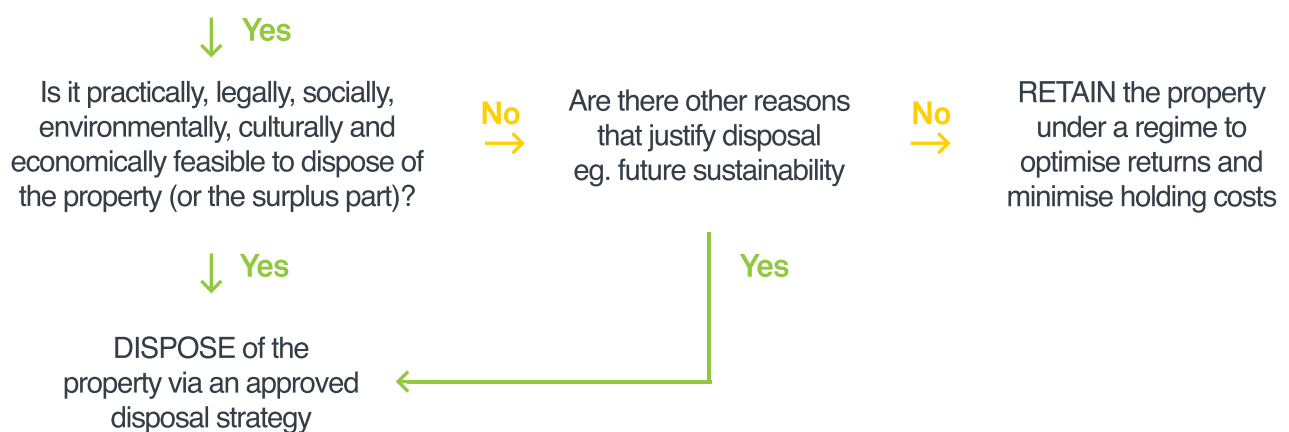 Yes
Is it practically, legally, socially,
environmentally, culturally and
economically feasible to dispose of
the property (or the surplus part)?
No
Are there other reasons
that justify disposal
eg. future sustainability
No
RETAIN the property
under a regime to
optimise returns and
minimise holding costs
Yes
Yes
DISPOSE of the
property via an approved
disposal strategy